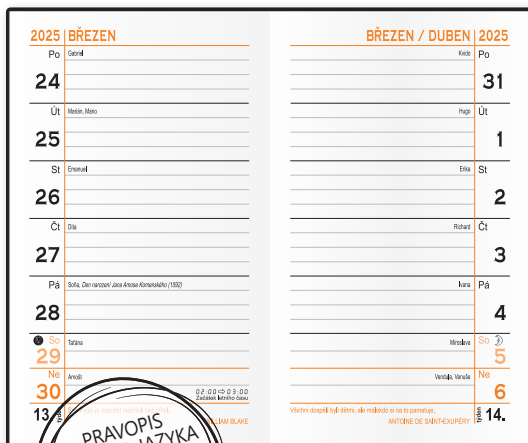 2025 BŘEZEN
Po Gabriel
24
Út Marián, Mario
25
St Emanuel
26
Čt Dita
27
Pá Soňa, Den narození Jana Amose Komenského (1592)
28
So Taťána
29
Ne Arnošt
30
02:00⇨03:00
Začátek letního času
13. týden
LIAM BLAKE
PRAVOPIS
JAZYKA
BŘEZEN / DUBEN 2025
Kvido Po
31
Hugo Út
1
Erika St
2
Richard Čt
3
Ivana Pá
4
Miroslava So
5
Vendula, Venuše Ne
6
Všichni dospělí byli dětmi, ale málokdo si na to pamatuje.
ANTOINE DE SAINT-EXUPÉRY
týden 14.